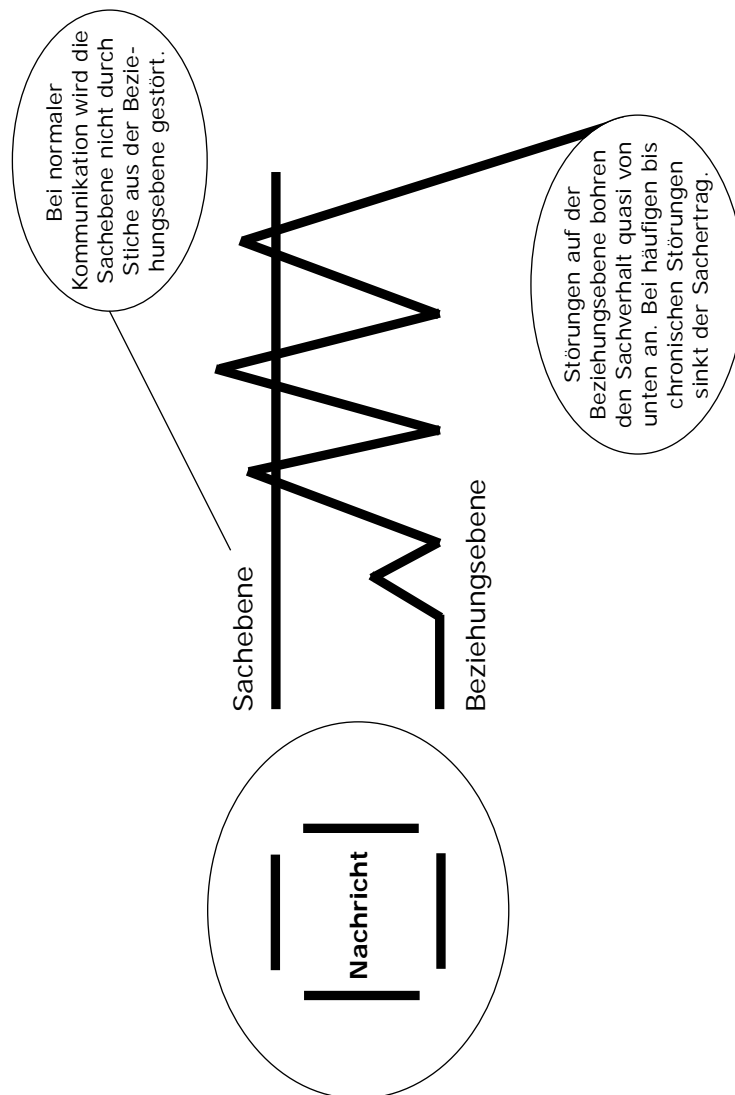 Bei normaler
Kommunikation wird die
Sachebene nicht durch
Stiche aus der Bezie-
hungsebene gestört.
Sachebene
Nachricht
Beziehungsebene
Störungen auf der
Beziehungsebene bohren
den Sachverhalt quasi von
unten an. Bei häufigen bis
chronischen Störungen
sinkt der Sachertrag.